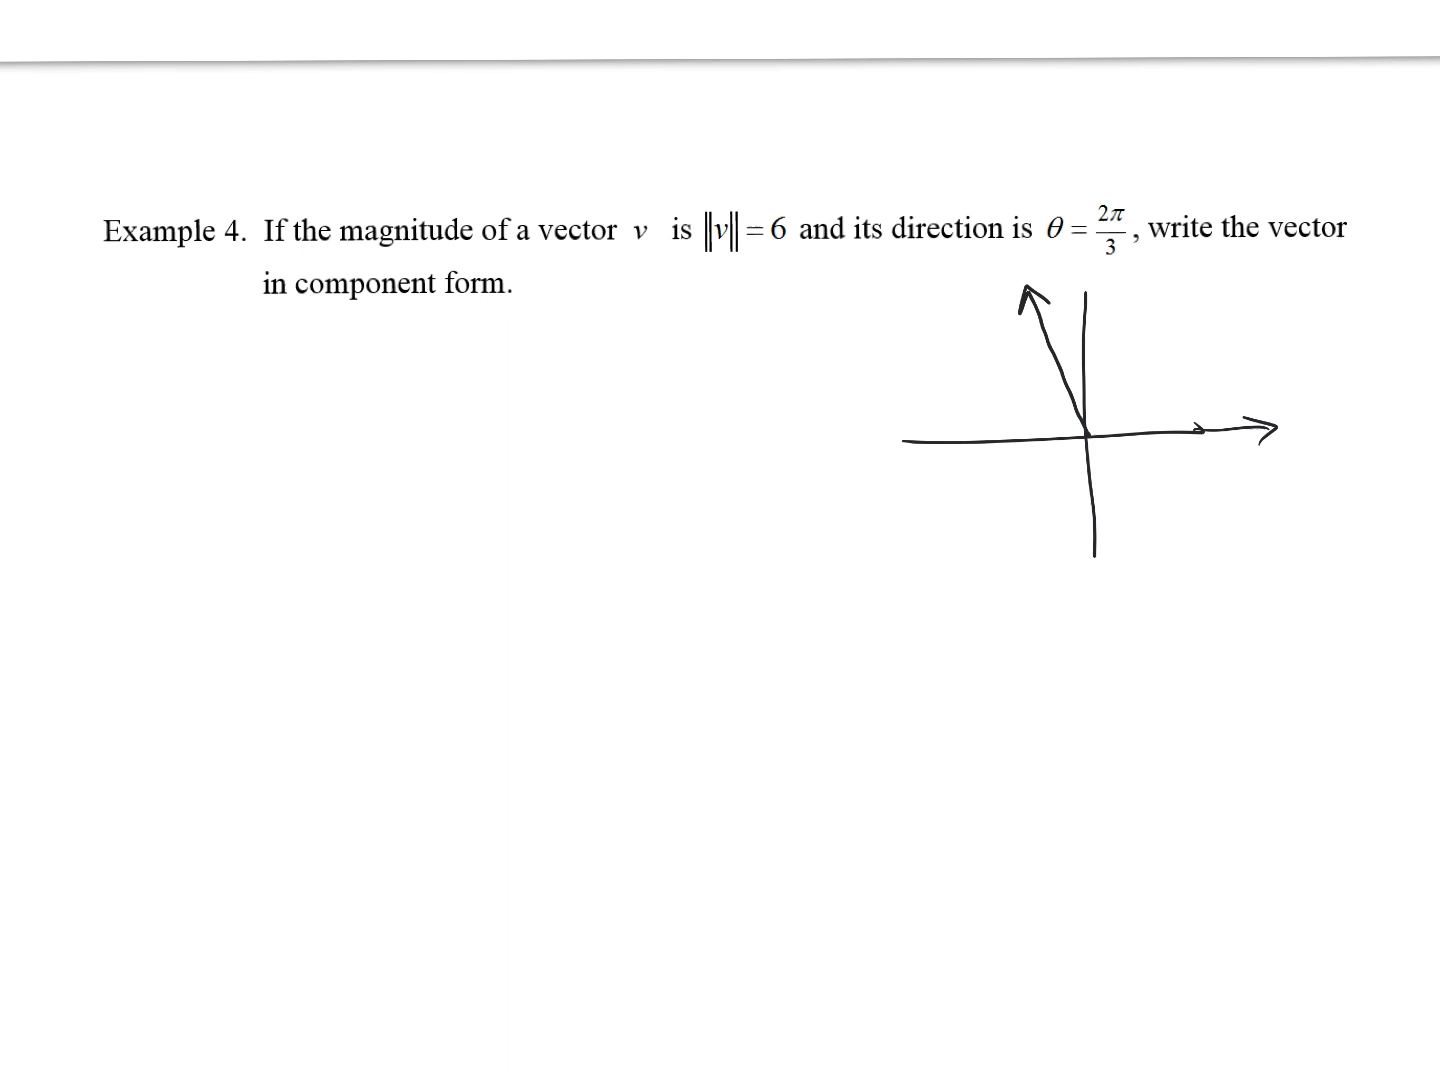 Example 4. If the magnitude of a vector v is ‖v‖ = 6 and its direction is θ = 2π/3, write the vector
in component form.